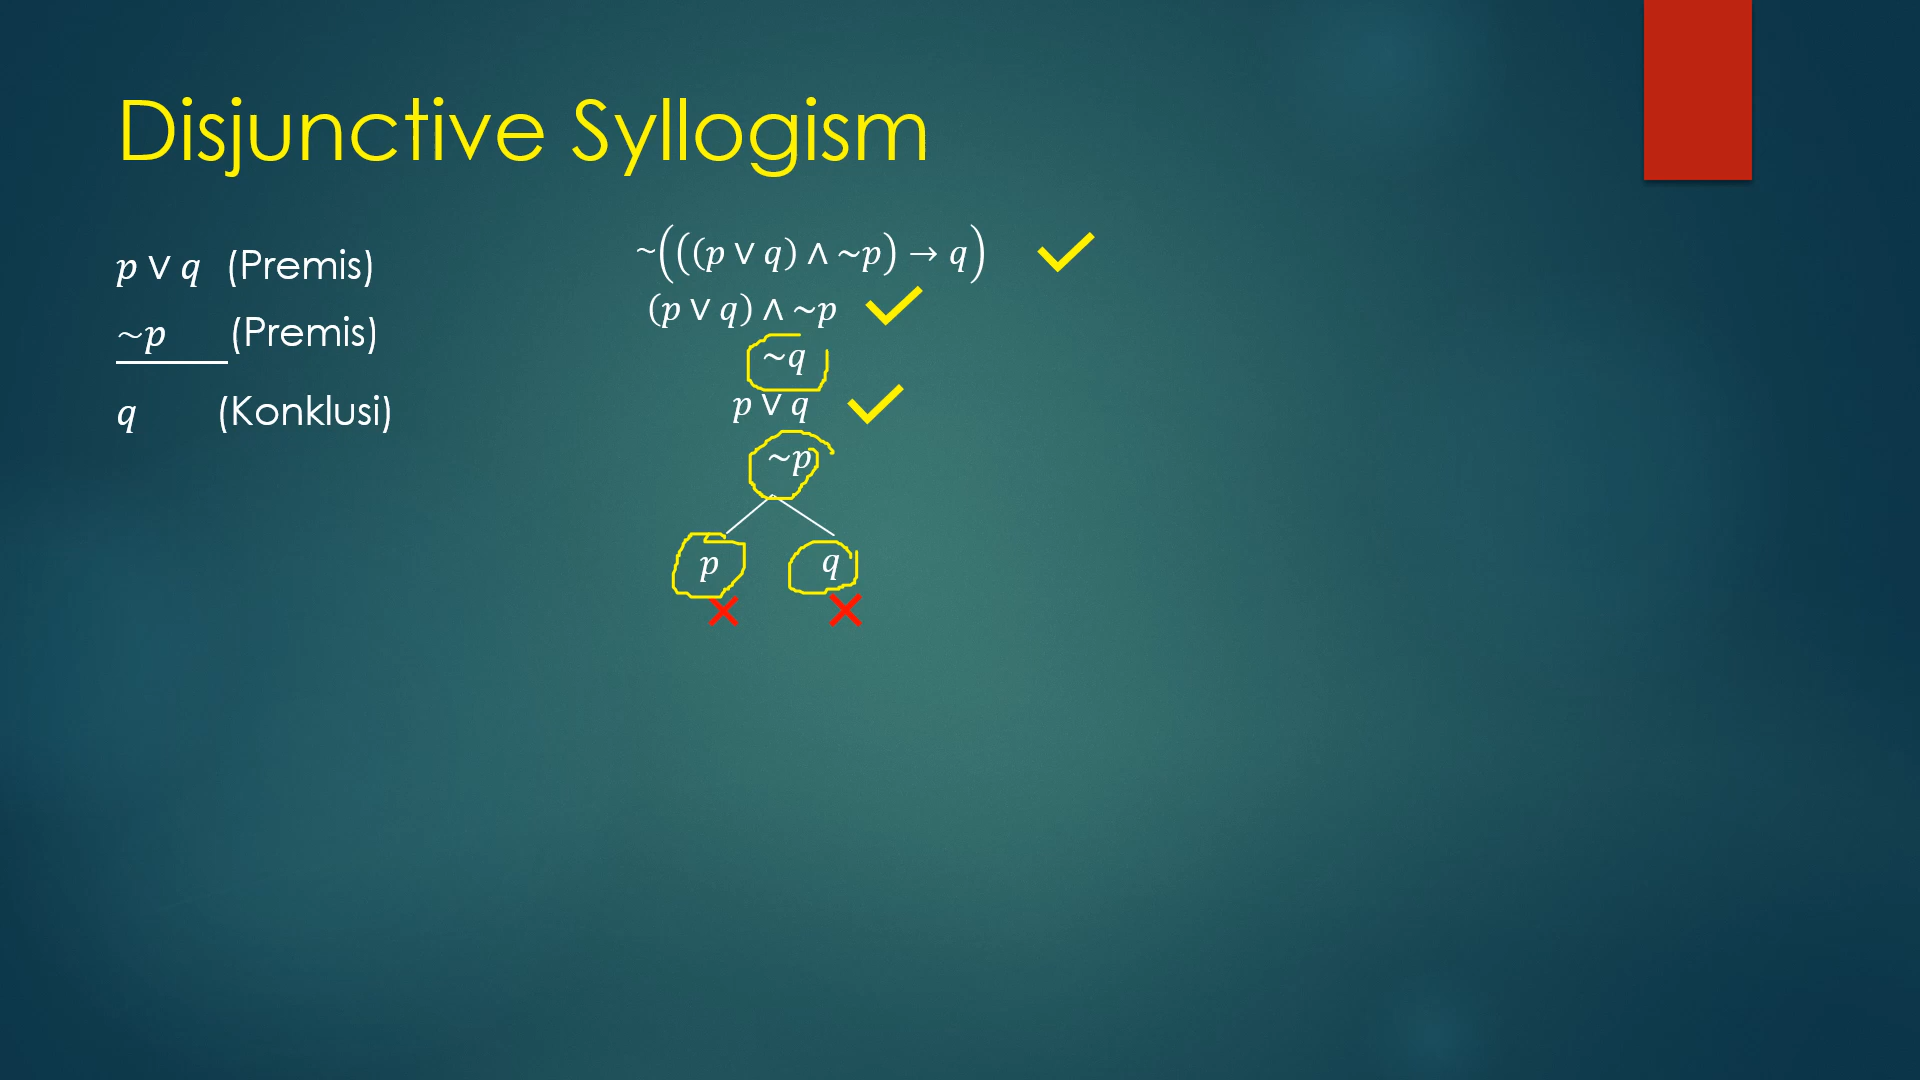 Disjunctive Syllogism
p ∨ q (Premis)
~p (Premis)
q (Konklusi)
~(((p ∨ q) ∧ ~p) → q)
(p ∨ q) ∧ ~p
~q
p ∨ q
~p
p q